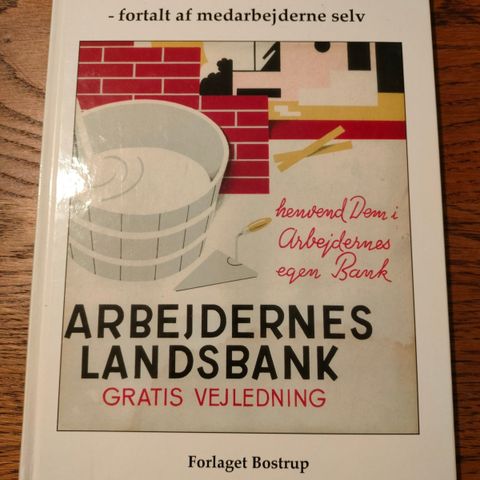 - fortalt af medarbejderne selv
henvend Dem i
Arbejdernes
egen Bank
ARBEJDERNES
LANDSBANK
GRATIS VEJLEDNING
Forlaget Bostrup